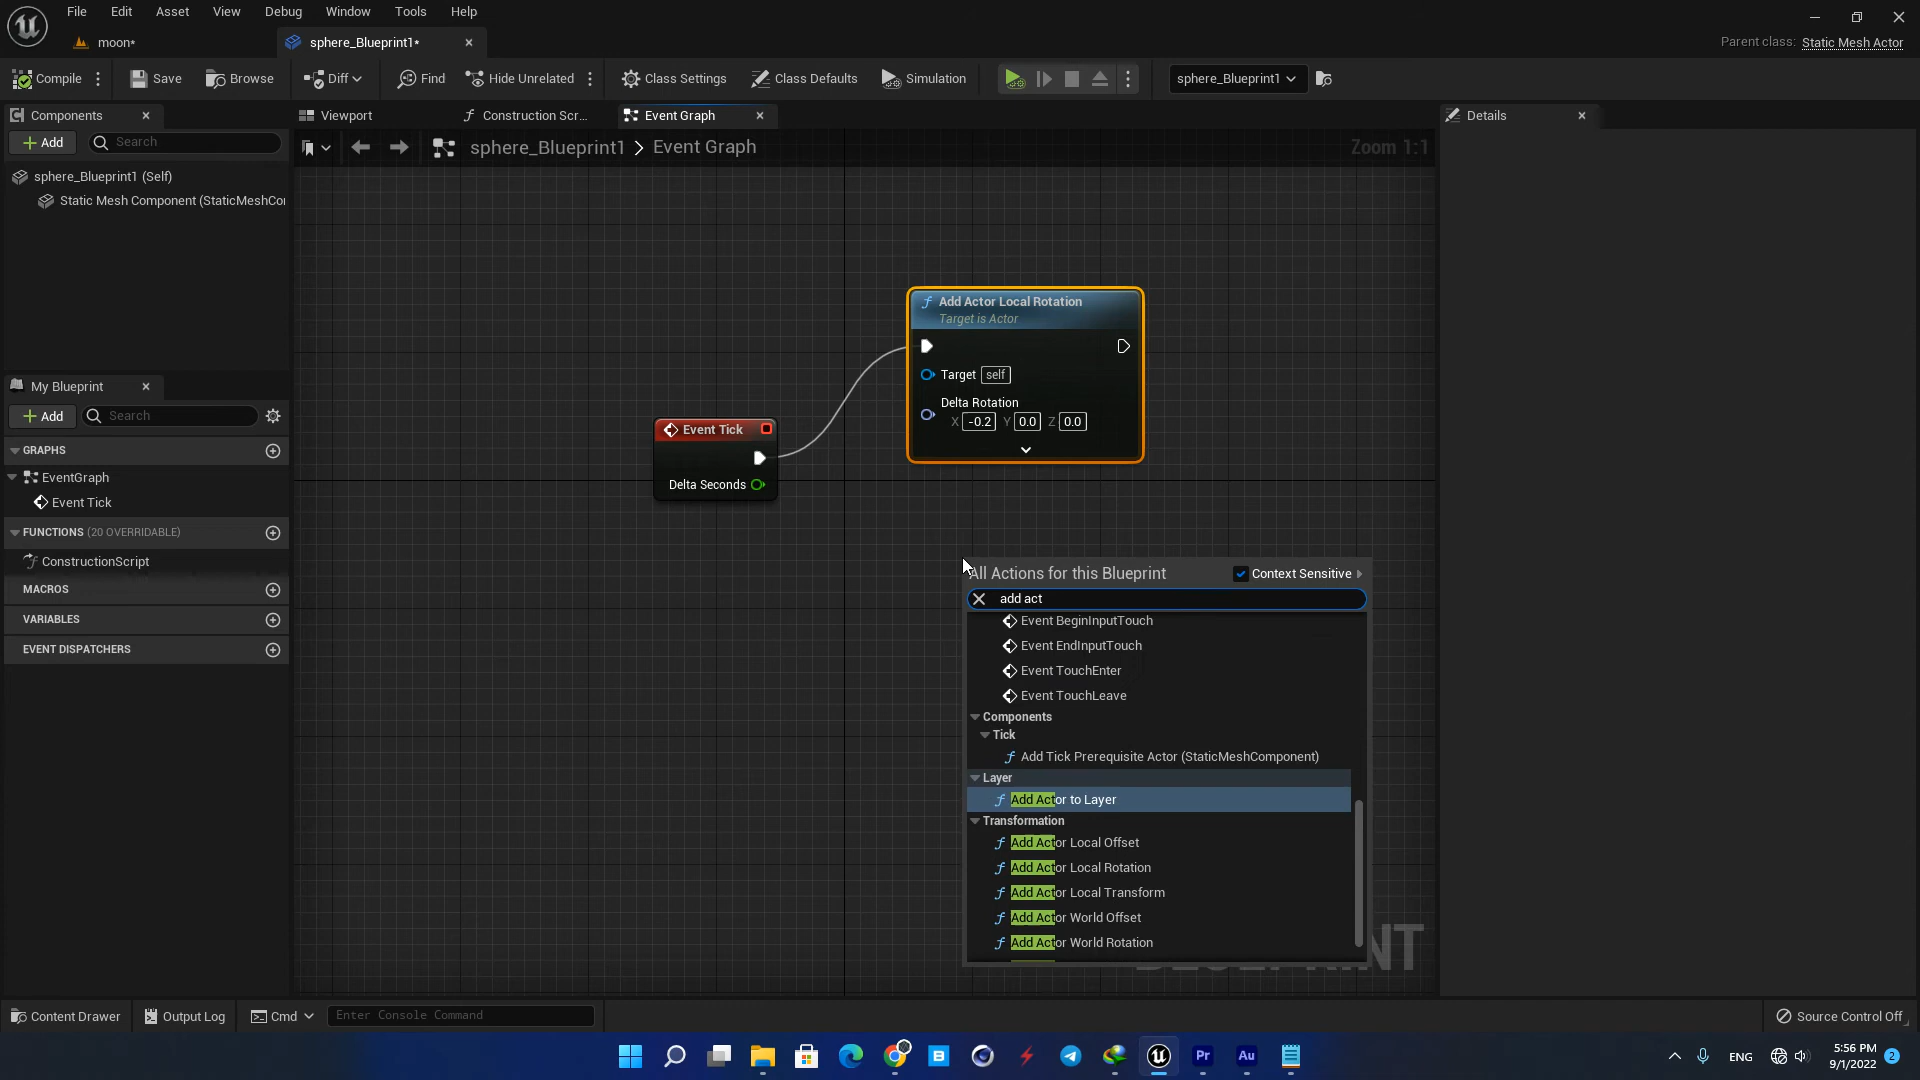 File Edit Asset View Debug Window Tools Help
moon*
sphere_Blueprint1*
Parent class: Static Mesh Actor
Compile Save Browse Diff Find Hide Unrelated Class Settings Class Defaults Simulation sphere_Blueprint1
Components
Viewport Construction Scr... Event Graph
Details
Add Search
sphere_Blueprint1 > Event Graph
Zoom 1:1
sphere_Blueprint1 (Self)
Static Mesh Component (StaticMeshCo
Add Actor Local Rotation
Target is Actor
Target self
Delta Rotation
X -0.2 Y 0.0 Z 0.0
Event Tick
Delta Seconds
My Blueprint
Add Search
GRAPHS
EventGraph
Event Tick
FUNCTIONS (20 OVERRIDABLE)
ConstructionScript
MACROS
VARIABLES
EVENT DISPATCHERS
All Actions for this Blueprint Context Sensitive
add act
Event BeginInputTouch
Event EndInputTouch
Event TouchEnter
Event TouchLeave
Components
Tick
Add Tick Prerequisite Actor (StaticMeshComponent)
Layer
Add Actor to Layer
Transformation
Add Actor Local Offset
Add Actor Local Rotation
Add Actor Local Transform
Add Actor World Offset
Add Actor World Rotation
Content Drawer Output Log Cmd Enter Console Command
Source Control Off
Pr Au
ENG
5:56 PM
9/1/2022
2